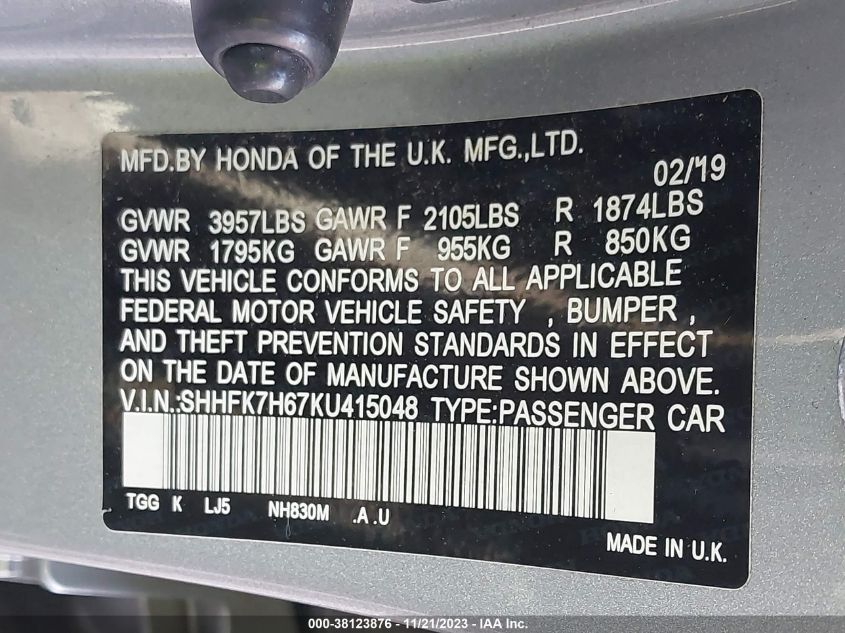 MFD.BY HONDA OF THE U.K. MFG.,LTD.
02/19
GVWR 3957LBS GAWR F 2105LBS R 1874LBS
GVWR 1795KG GAWR F 955KG R 850KG
THIS VEHICLE CONFORMS TO ALL APPLICABLE
FEDERAL MOTOR VEHICLE SAFETY , BUMPER ,
AND THEFT PREVENTION STANDARDS IN EFFECT
ON THE DATE OF MANUFACTURE SHOWN ABOVE.
V.I.N.:SHHFK7H67KU415048 TYPE:PASSENGER CAR
TGG K LJ5 NH830M .A .U
MADE IN U.K.
000-38123876 - 11/21/2023 - IAA Inc.